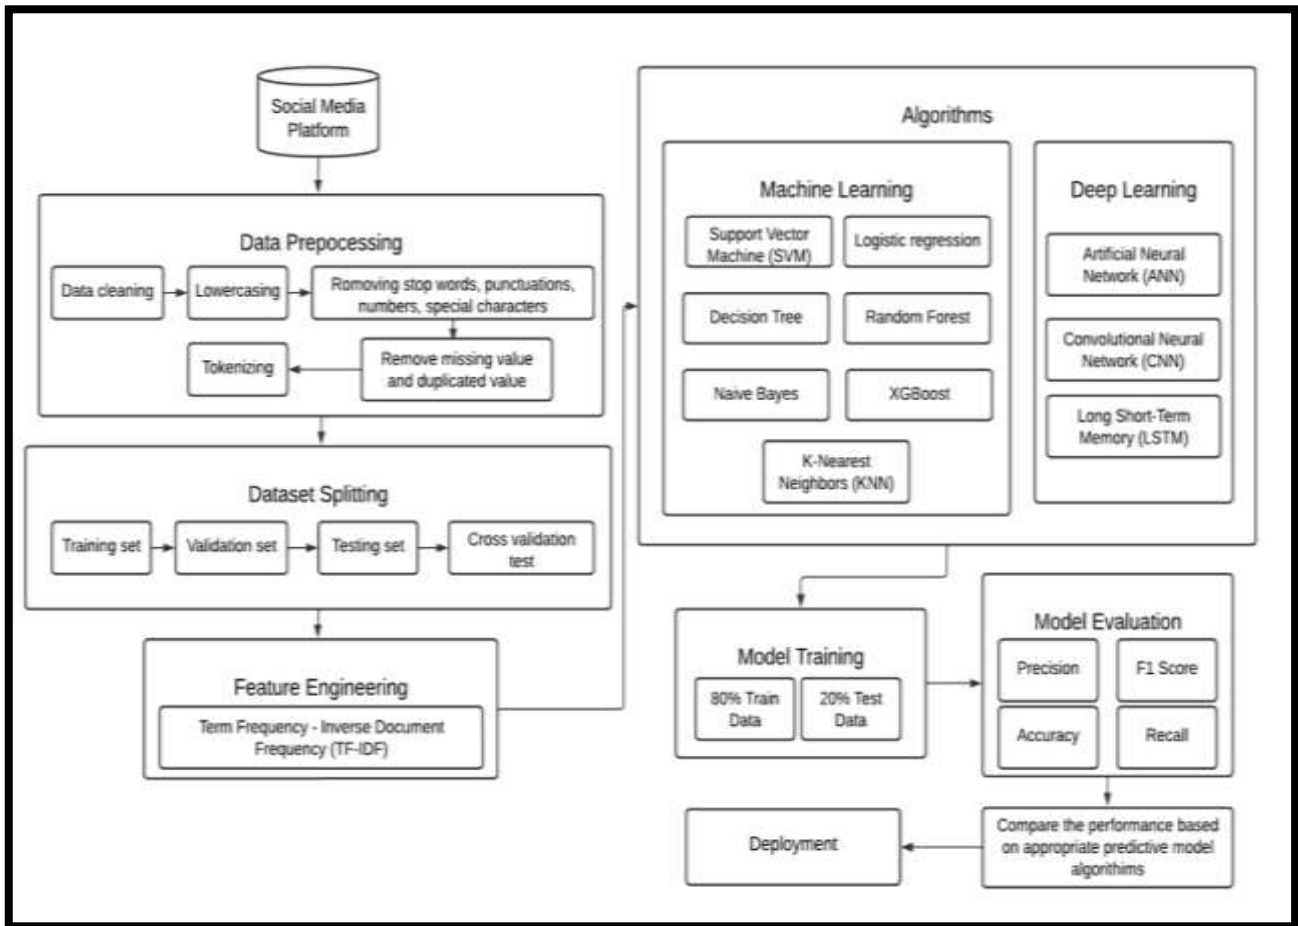 Social Media
Platform
Data Prepocessing
Data cleaning
Lowercasing
Romoving stop words, punctuations,
numbers, special characters
Tokenizing
Remove missing value
and duplicated value
Dataset Splitting
Training set
Validation set
Testing set
Cross validation
test
Feature Engineering
Term Frequency - Inverse Document
Frequency (TF-IDF)
Algorithms
Machine Learning
Support Vector
Machine (SVM)
Logistic regression
Decision Tree
Random Forest
Naive Bayes
XGBoost
K-Nearest
Neighbors (KNN)
Deep Learning
Artificial Neural
Network (ANN)
Convolutional Neural
Network (CNN)
Long Short-Term
Memory (LSTM)
Model Training
80% Train
Data
20% Test
Data
Model Evaluation
Precision
F1 Score
Accuracy
Recall
Compare the performance based
on appropriate predictive model
algorithims
Deployment